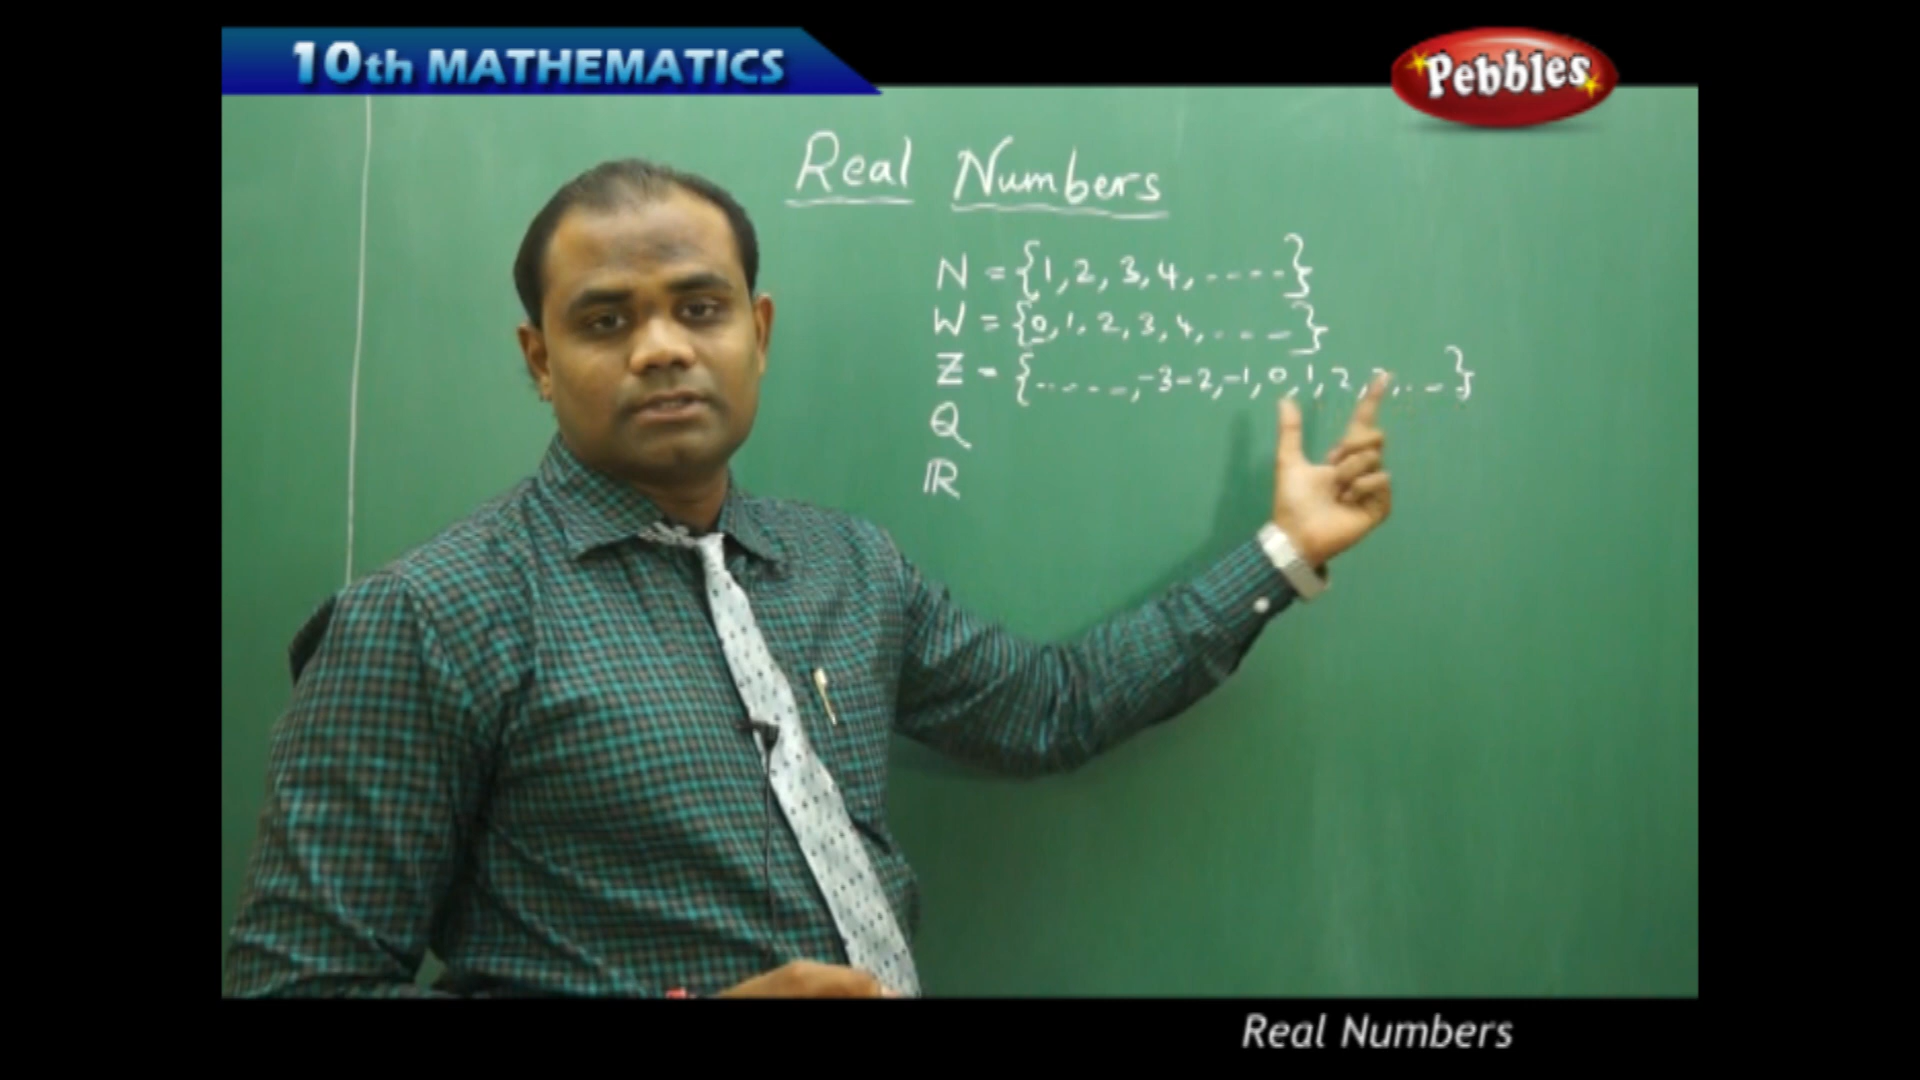 10th MATHEMATICS
Pebbles
Real Numbers
N = {1, 2, 3, 4, ....}
W = {0, 1, 2, 3, 4, ....}
Z = {....., -3 -2, -1, 0, 1, 2, 3, ...}
Q
R
Real Numbers